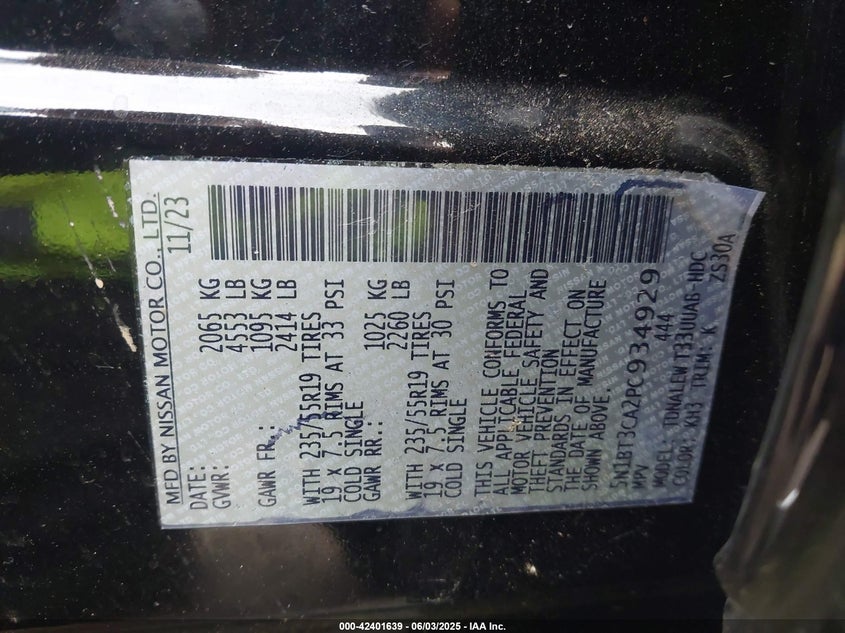 MFD BY NISSAN MOTOR CO., LTD.
DATE: 11/23
GVWR: 2065 KG
4553 LB
GAWR FR.: 1095 KG
2414 LB
WITH 235/55R19 TIRES
19 X 7.5 RIMS AT 33 PSI
COLD SINGLE
GAWR RR.: 1025 KG
2260 LB
WITH 235/55R19 TIRES
19 X 7.5 RIMS AT 30 PSI
COLD SINGLE
THIS VEHICLE CONFORMS TO
ALL APPLICABLE FEDERAL
MOTOR VEHICLE SAFETY AND
THEFT PREVENTION
STANDARDS IN EFFECT ON
THE DATE OF MANUFACTURE
SHOWN ABOVE.
5N1BT3CA2PC934929
MPV 444
MODEL: TDNALEWT33UUAB-NDC
COLOR: KH3 TRIM: K ZS30A
000-42401639 - 06/03/2025 - IAA Inc.